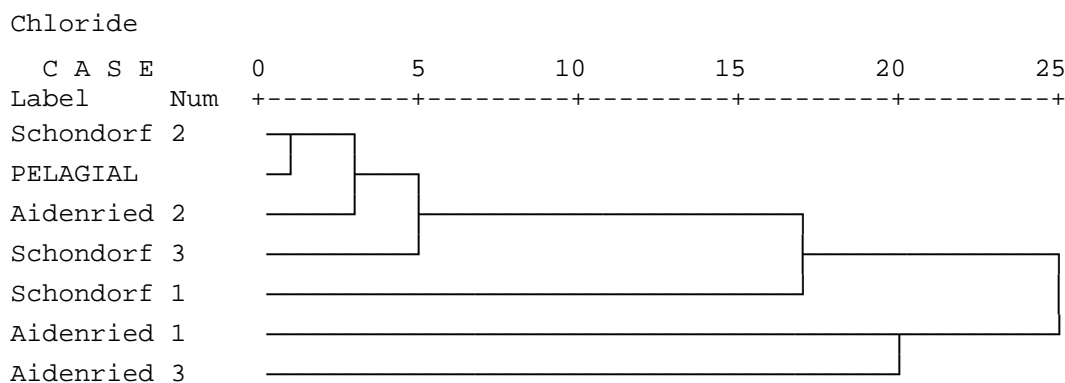 Chloride
C A S E 0 5 10 15 20 25
Label Num +---------+---------+---------+---------+---------+
Schondorf 2
PELAGIAL
Aidenried 2
Schondorf 3
Schondorf 1
Aidenried 1
Aidenried 3